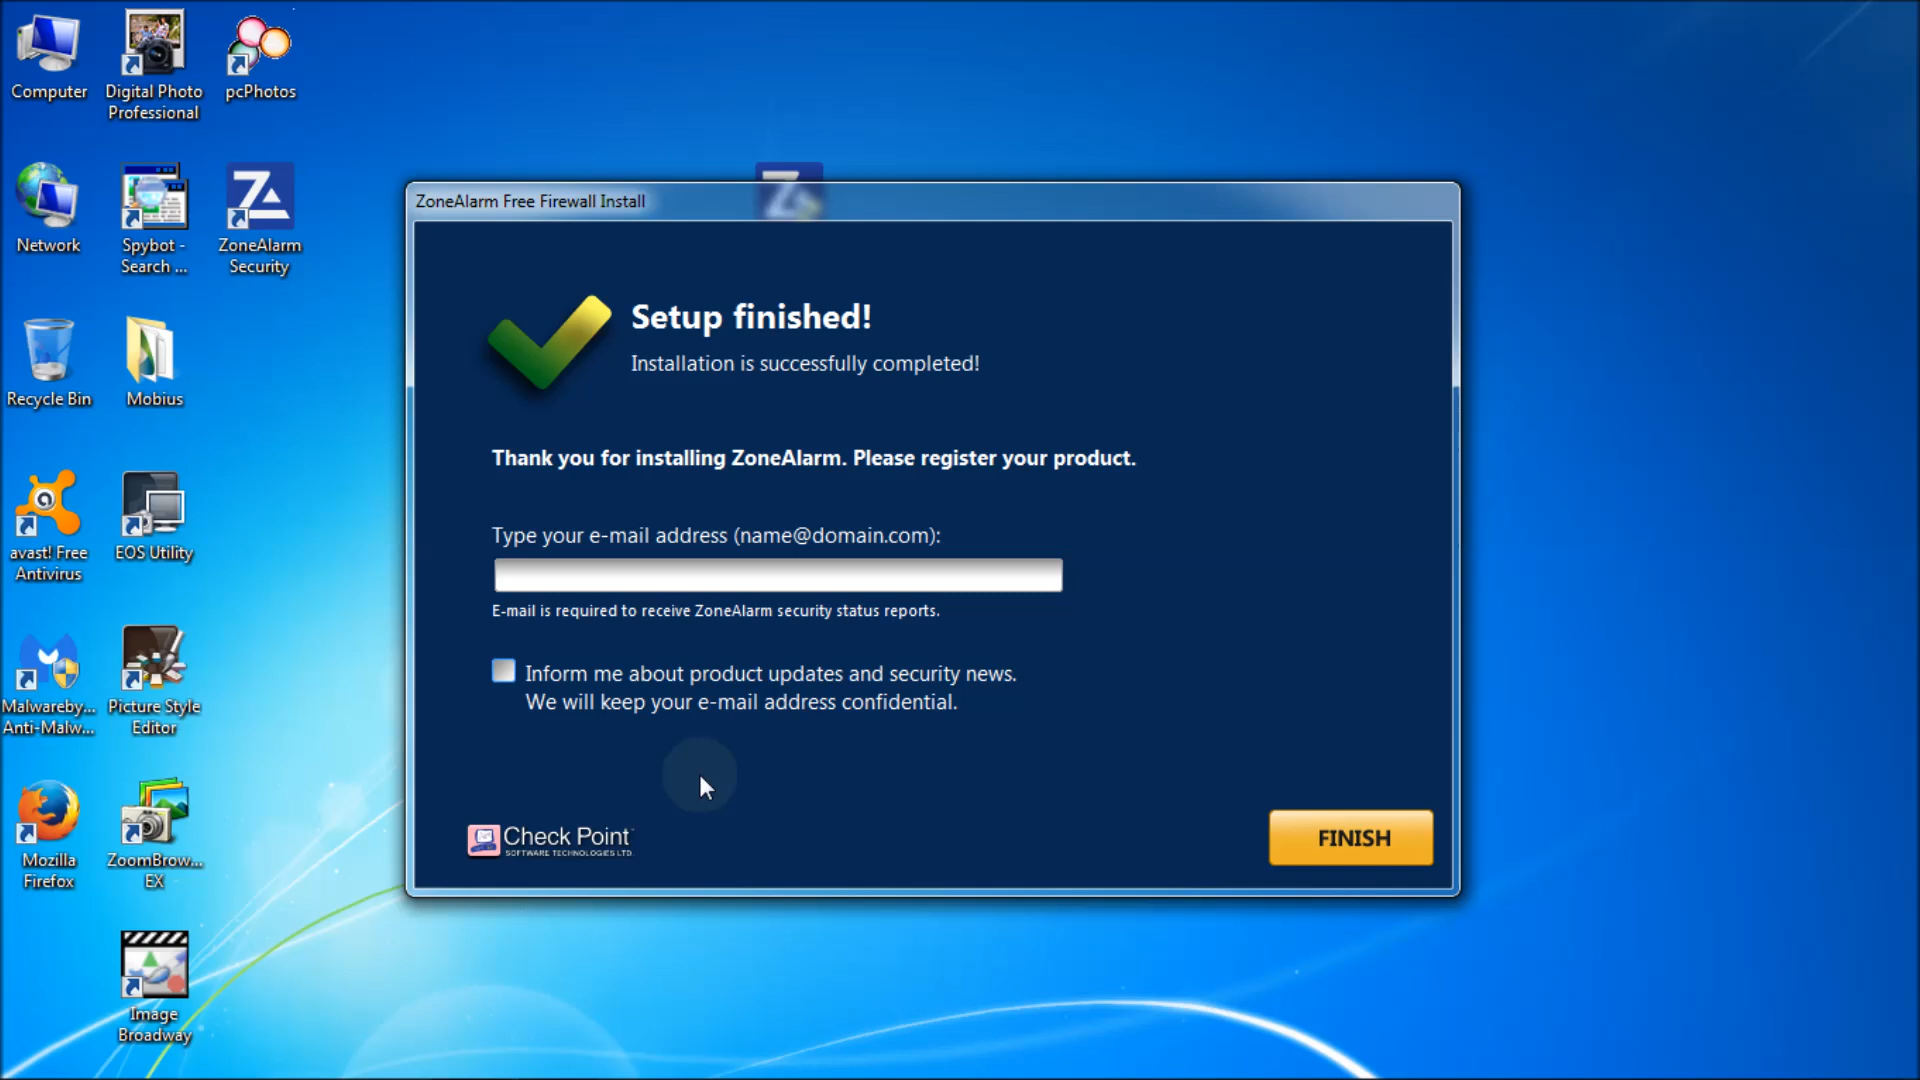 Computer
Digital Photo
Professional
pcPhotos
Network
Spybot -
Search ...
ZoneAlarm
Security
Recycle Bin
Mobius
avast! Free
Antivirus
EOS Utility
Malwareby...
Anti-Malw...
Picture Style
Editor
Mozilla
Firefox
ZoomBrow...
EX
Image
Broadway
ZoneAlarm Free Firewall Install
Setup finished!
Installation is successfully completed!
Thank you for installing ZoneAlarm. Please register your product.
Type your e-mail address (name@domain.com):
E-mail is required to receive ZoneAlarm security status reports.
Inform me about product updates and security news.
We will keep your e-mail address confidential.
Check Point
SOFTWARE TECHNOLOGIES LTD.
FINISH